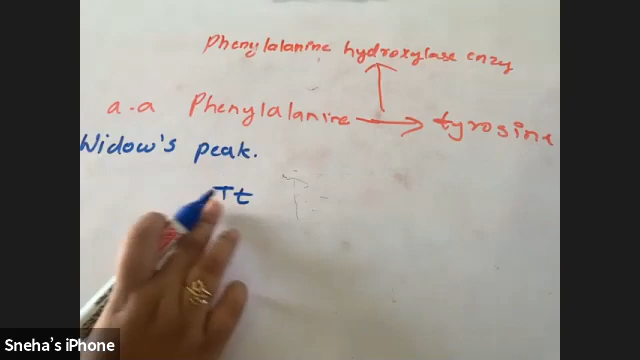 Phenylalanine hydroxylase enzy
a.a Phenylalanine → tyrosine
Widow's peak.
Tt
Sneha's iPhone